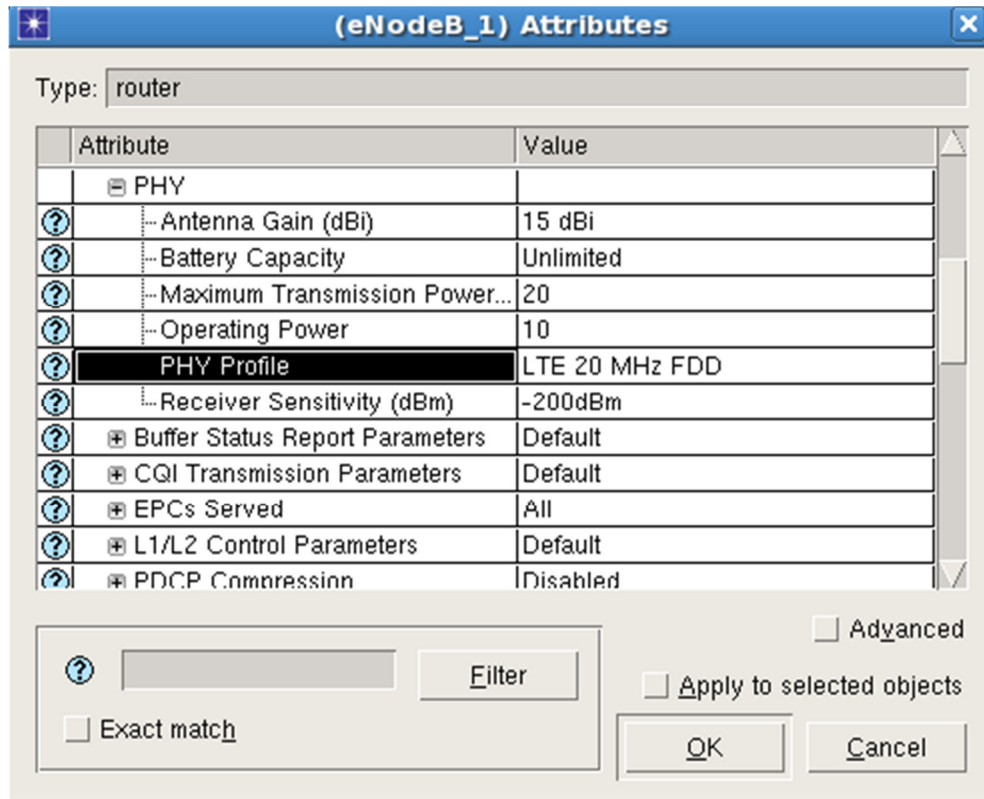 (eNodeB_1) Attributes
Type: router
Attribute Value
PHY
Antenna Gain (dBi) 15 dBi
Battery Capacity Unlimited
Maximum Transmission Power... 20
Operating Power 10
PHY Profile LTE 20 MHz FDD
Receiver Sensitivity (dBm) -200dBm
Buffer Status Report Parameters Default
CQI Transmission Parameters Default
EPCs Served All
L1/L2 Control Parameters Default
PDCP Compression Disabled
Advanced
Filter
Apply to selected objects
Exact match
OK Cancel